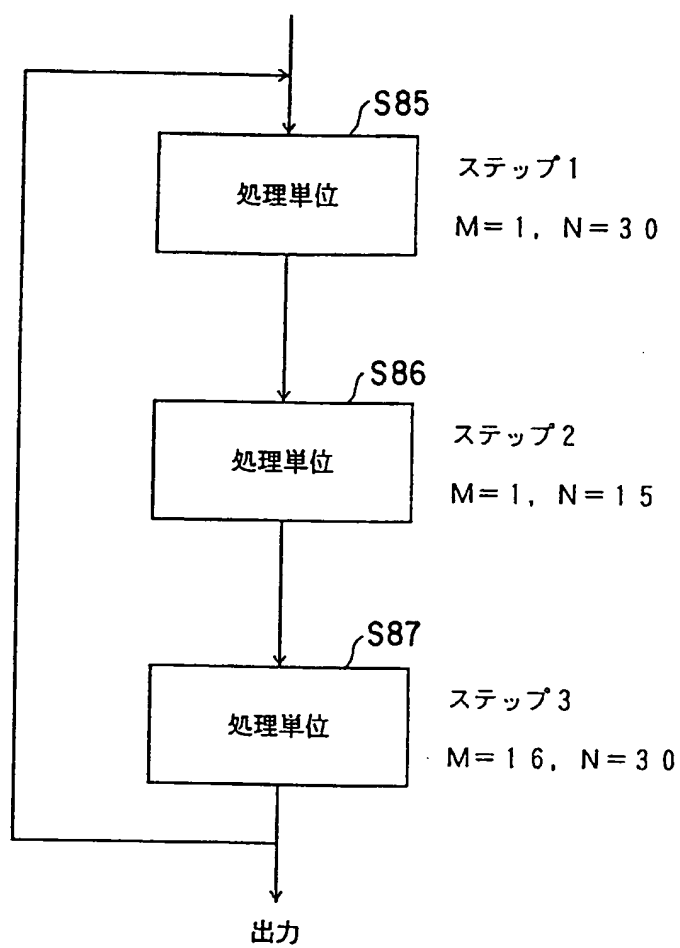 S85
処理単位
ステップ1
M=1, N=30
S86
処理単位
ステップ2
M=1, N=15
S87
処理単位
ステップ3
M=16, N=30
出力